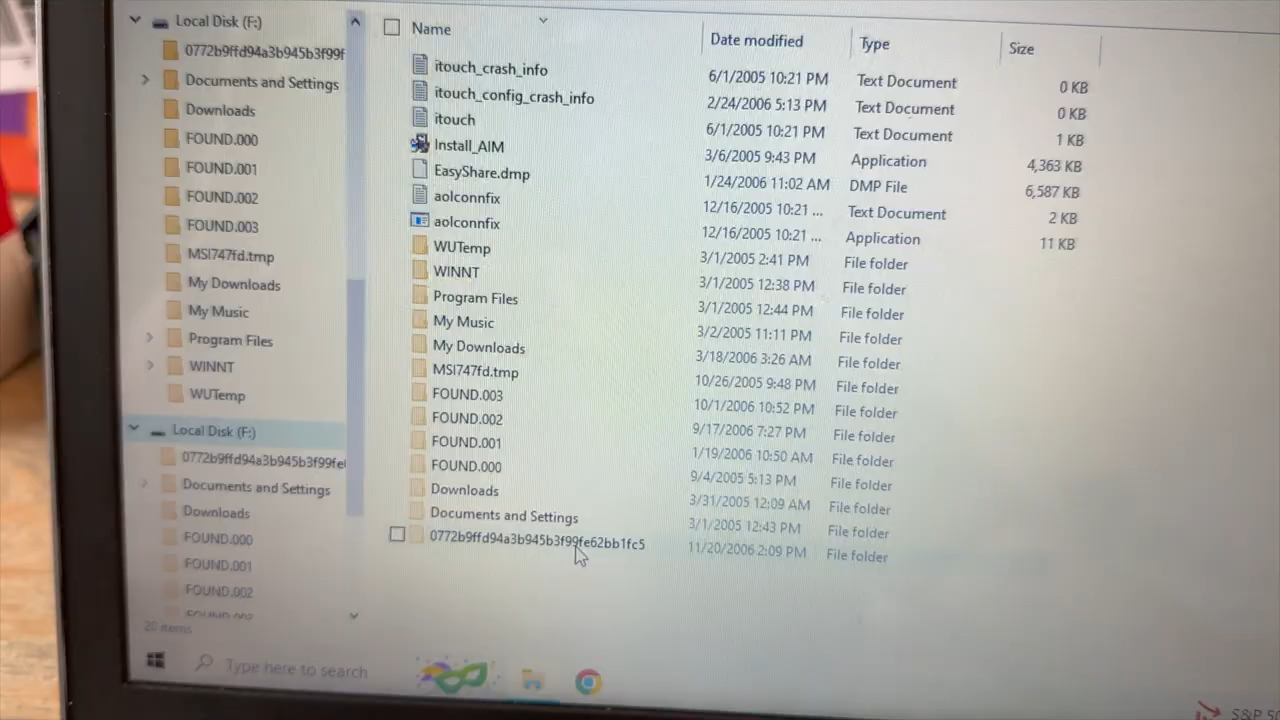 Local Disk (F:)
0772b9ffd94a3b945b3f99f
Documents and Settings
Downloads
FOUND.000
FOUND.001
FOUND.002
FOUND.003
MSI747fd.tmp
My Downloads
My Music
Program Files
WINNT
WUTemp
Local Disk (F:)
0772b9ffd94a3b945b3f99fe
Documents and Settings
Downloads
FOUND.000
FOUND.001
FOUND.002
20 items
Name Date modified Type Size
itouch_crash_info 6/1/2005 10:21 PM Text Document 0 KB
itouch_config_crash_info 2/24/2006 5:13 PM Text Document 0 KB
itouch 6/1/2005 10:21 PM Text Document 1 KB
Install_AIM 3/6/2005 9:43 PM Application 4,363 KB
EasyShare.dmp 1/24/2006 11:02 AM DMP File 6,587 KB
aolconnfix 12/16/2005 10:21 ... Text Document 2 KB
aolconnfix 12/16/2005 10:21 ... Application 11 KB
WUTemp 3/1/2005 2:41 PM File folder
WINNT 3/1/2005 12:38 PM File folder
Program Files 3/1/2005 12:44 PM File folder
My Music 3/2/2005 11:11 PM File folder
My Downloads 3/18/2006 3:26 AM File folder
MSI747fd.tmp 10/26/2005 9:48 PM File folder
FOUND.003 10/1/2006 10:52 PM File folder
FOUND.002 9/17/2006 7:27 PM File folder
FOUND.001 1/19/2006 10:50 AM File folder
FOUND.000 9/4/2005 5:13 PM File folder
Downloads 3/31/2005 12:09 AM File folder
Documents and Settings 3/1/2005 12:43 PM File folder
0772b9ffd94a3b945b3f99fe62bb1fc5 11/20/2006 2:09 PM File folder
Type here to search